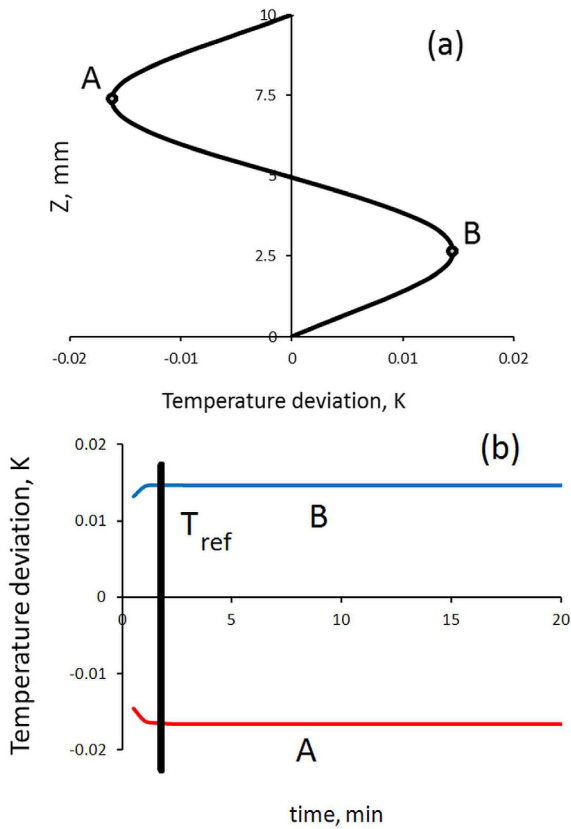 (a)
10
A
7.5
Z, mm
5
B
2.5
0
-0.02 -0.01 0 0.01 0.02
Temperature deviation, K
(b)
0.02
0.01
B
Tref
0
0 5 10 15 20
-0.01
-0.02
A
Temperature deviation, K
time, min